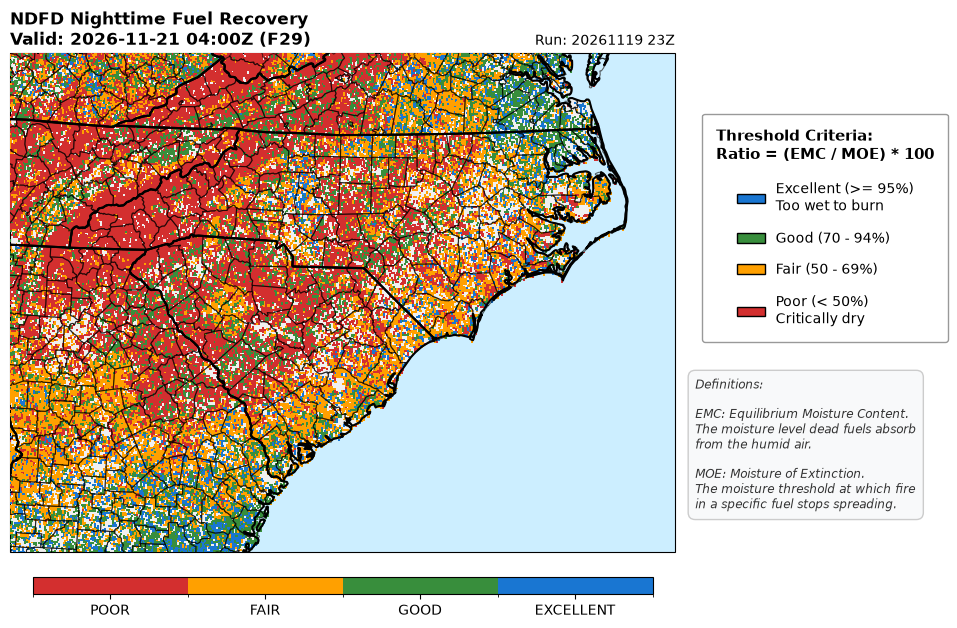 NDFD Nighttime Fuel Recovery
Valid: 2026-11-21 04:00Z (F29)
Run: 20261119 23Z
Threshold Criteria:
Ratio = (EMC / MOE) * 100
Excellent (>= 95%)
Too wet to burn
Good (70 - 94%)
Fair (50 - 69%)
Poor (< 50%)
Critically dry
Definitions:
EMC: Equilibrium Moisture Content.
The moisture level dead fuels absorb
from the humid air.
MOE: Moisture of Extinction.
The moisture threshold at which fire
in a specific fuel stops spreading.
POOR
FAIR
GOOD
EXCELLENT